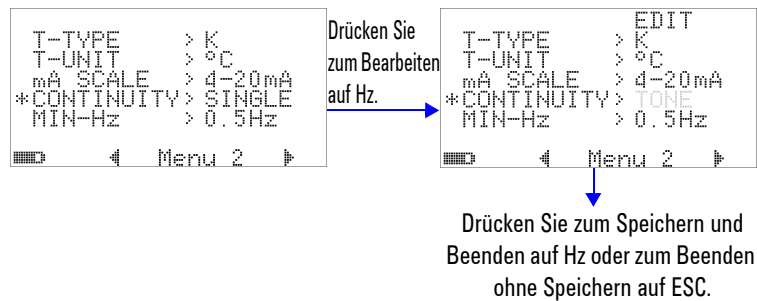 T-TYPE > K
T-UNIT > °C
mA SCALE > 4-20mA
*CONTINUITY> SINGLE
MIN-Hz > 0.5Hz
Menu 2
Drücken Sie
zum Bearbeiten
auf Hz.
EDIT
T-TYPE > K
T-UNIT > °C
mA SCALE > 4-20mA
*CONTINUITY> TONE
MIN-Hz > 0.5Hz
Menu 2
Drücken Sie zum Speichern und
Beenden auf Hz oder zum Beenden
ohne Speichern auf ESC.